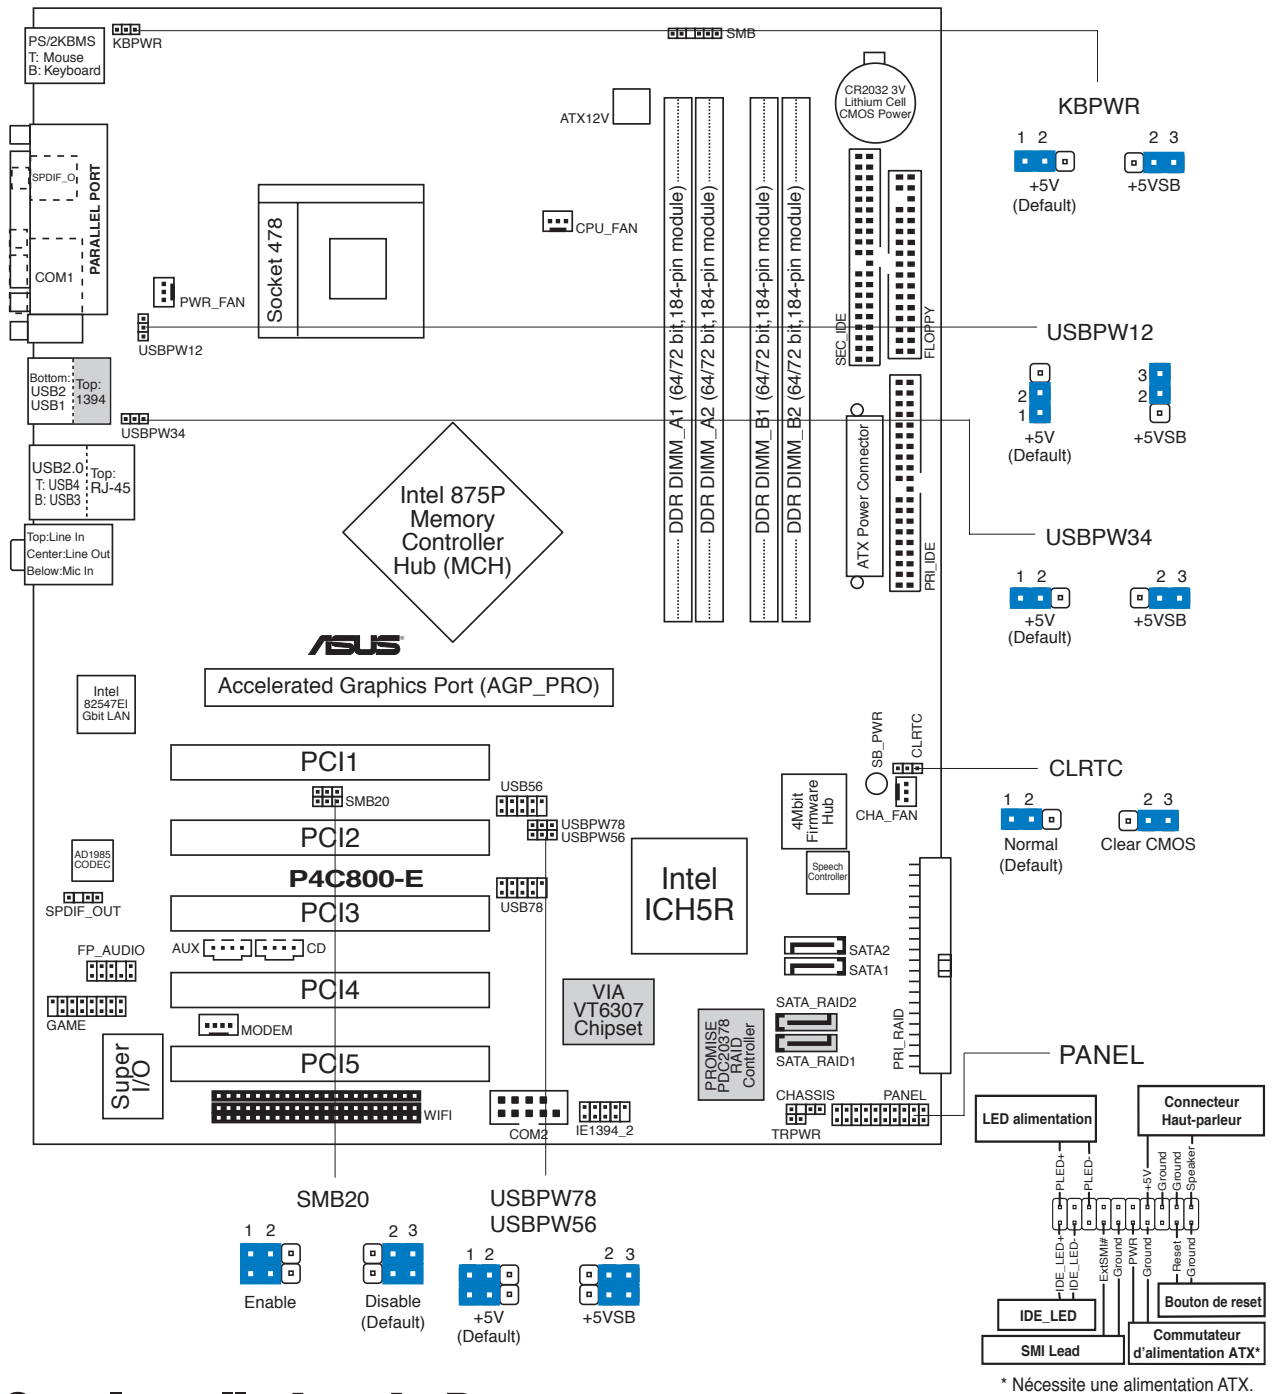 PS/2KBMS
T: Mouse
B: Keyboard
KBPWR
SMB
CR2032 3V
Lithium Cell
CMOS Power
ATX12V
KBPWR
1 2
2 3
+5V
(Default)
+5VSB
SPDIF_O
PARALLEL PORT
COM1
Socket 478
CPU_FAN
PWR_FAN
USBPW12
DDR DIMM_A1 (64/72 bit,184-pin module)
DDR DIMM_A2 (64/72 bit,184-pin module)
DDR DIMM_B1 (64/72 bit,184-pin module)
DDR DIMM_B2 (64/72 bit,184-pin module)
SEC_IDE
FLOPPY
USBPW12
2
1
3
2
+5V
(Default)
+5VSB
Bottom:
USB2
USB1
Top:
1394
USBPW34
USB2.0
T: USB4
B: USB3
Top:
RJ-45
Top:Line In
Center:Line Out
Below:Mic In
Intel 875P
Memory
Controller
Hub (MCH)
ATX Power Connector
PRI_IDE
USBPW34
1 2
2 3
+5V
(Default)
+5VSB
ASUS
Accelerated Graphics Port (AGP_PRO)
Intel
82547EI
Gbit LAN
SB_PWR
CLRTC
CLRTC
1 2
2 3
Normal
(Default)
Clear CMOS
PCI1
SMB20
USB56
USBPW78
USBPW56
4Mbit
Firmware
Hub
CHA_FAN
PCI2
AD1985
CODEC
P4C800-E
Intel
ICH5R
Speech
Controller
SPDIF_OUT
PCI3
USB78
FP_AUDIO
AUX
CD
SATA2
SATA1
GAME
PCI4
MODEM
VIA
VT6307
Chipset
SATA_RAID2
SATA_RAID1
PROMISE
PDC20378
RAID
Controller
PRI_RAID
Super
I/O
PCI5
WIFI
COM2
IE1394_2
CHASSIS
TRPWR
PANEL
PANEL
LED alimentation
Connecteur
Haut-parleur
PLED+
PLED-
+5V
Ground
Ground
Speaker
IDE_LED+
IDE_LED-
ExtSMI#
Ground
PWR
Ground
Reset
Ground
IDE_LED
Bouton de reset
SMI Lead
Commutateur
d'alimentation ATX*
* Nécessite une alimentation ATX.
SMB20
1 2
2 3
Enable
Disable
(Default)
USBPW78
USBPW56
1 2
2 3
+5V
(Default)
+5VSB